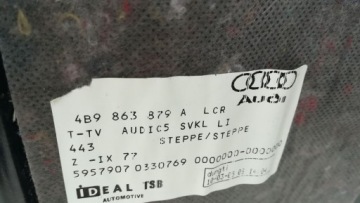 Audi
4B9 863 879 A LCR
T-TV AUDIC5 SVKL LI
443 STEPPE/STEPPE
Z -IX 77
5957907 0330769 0000000-0000000
IDEAL TSB
AUTOMOTIVE